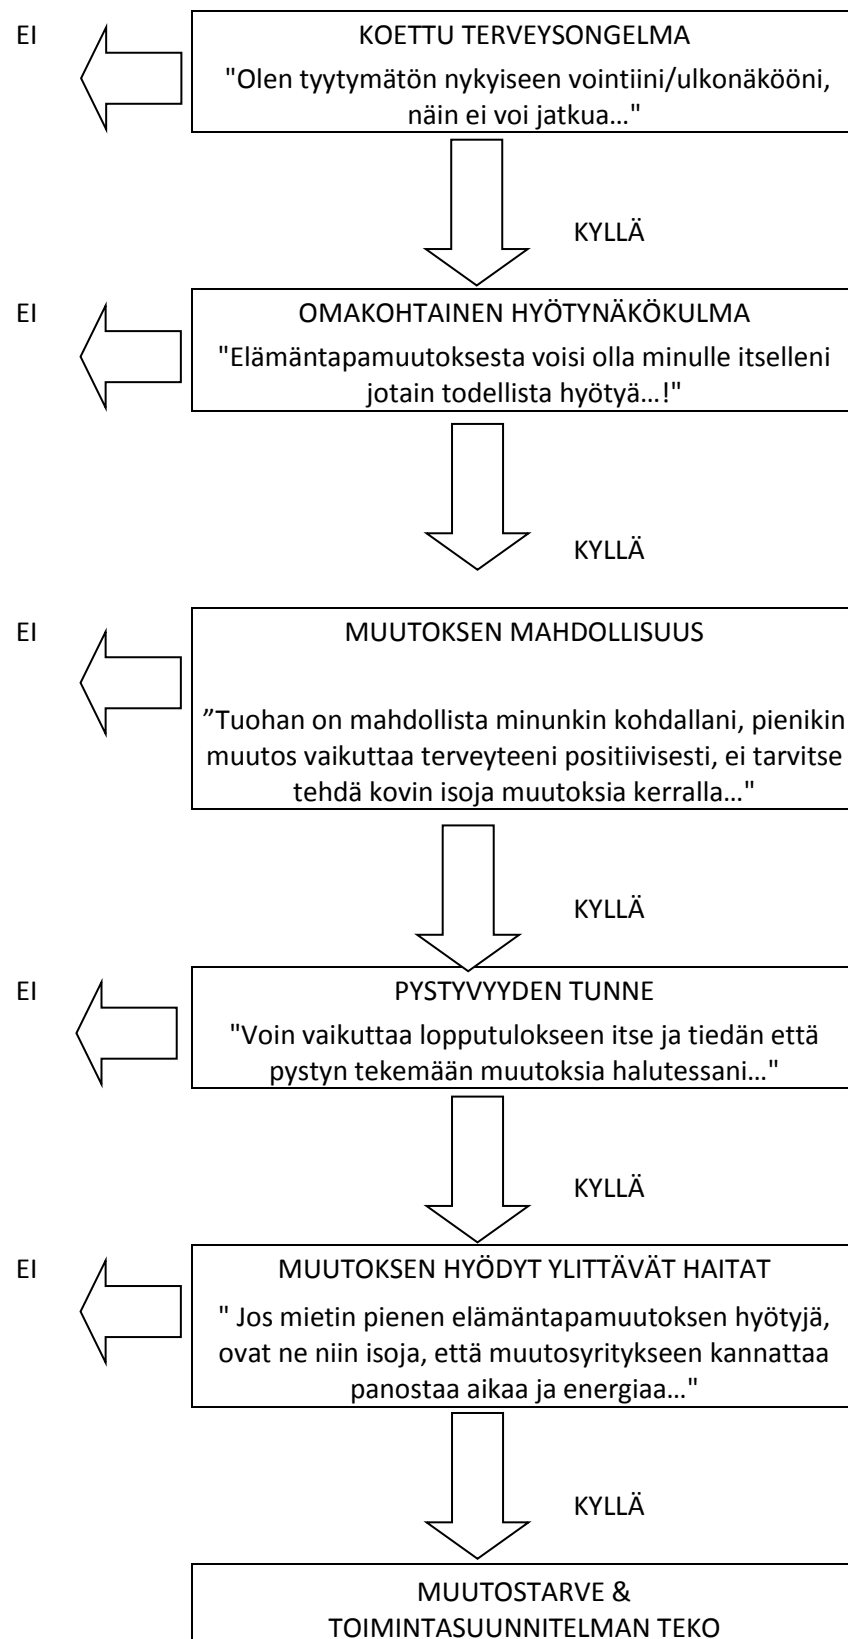 EI
KOETTU TERVEYSONGELMA
"Olen tyytymätön nykyiseen vointiini/ulkonäkööni,
näin ei voi jatkua…"
KYLLÄ
EI
OMAKOHTAINEN HYÖTYNÄKÖKULMA
"Elämäntapamuutoksesta voisi olla minulle itselleni
jotain todellista hyötyä…!"
KYLLÄ
EI
MUUTOKSEN MAHDOLLISUUS
”Tuohan on mahdollista minunkin kohdallani, pienikin
muutos vaikuttaa terveyteeni positiivisesti, ei tarvitse
tehdä kovin isoja muutoksia kerralla…"
KYLLÄ
EI
PYSTYVYYDEN TUNNE
"Voin vaikuttaa lopputulokseen itse ja tiedän että
pystyn tekemään muutoksia halutessani…"
KYLLÄ
EI
MUUTOKSEN HYÖDYT YLITTÄVÄT HAITAT
" Jos mietin pienen elämäntapamuutoksen hyötyjä,
ovat ne niin isoja, että muutosyritykseen kannattaa
panostaa aikaa ja energiaa…"
KYLLÄ
MUUTOSTARVE &
TOIMINTASUUNNITELMAN TEKO